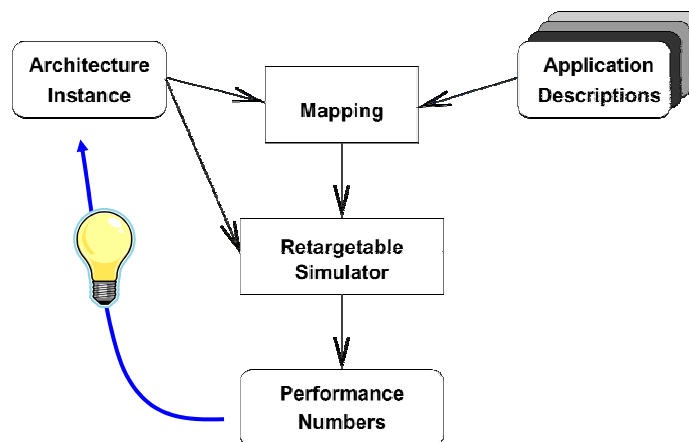 Architecture
Instance
Application
Descriptions
Mapping
Retargetable
Simulator
Performance
Numbers